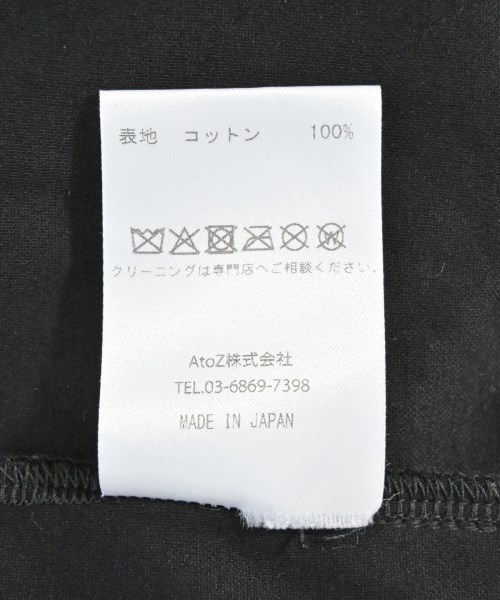 表地 コットン 100%
クリーニングは専門店へご相談ください。
AtoZ株式会社
TEL.03-6869-7398
MADE IN JAPAN